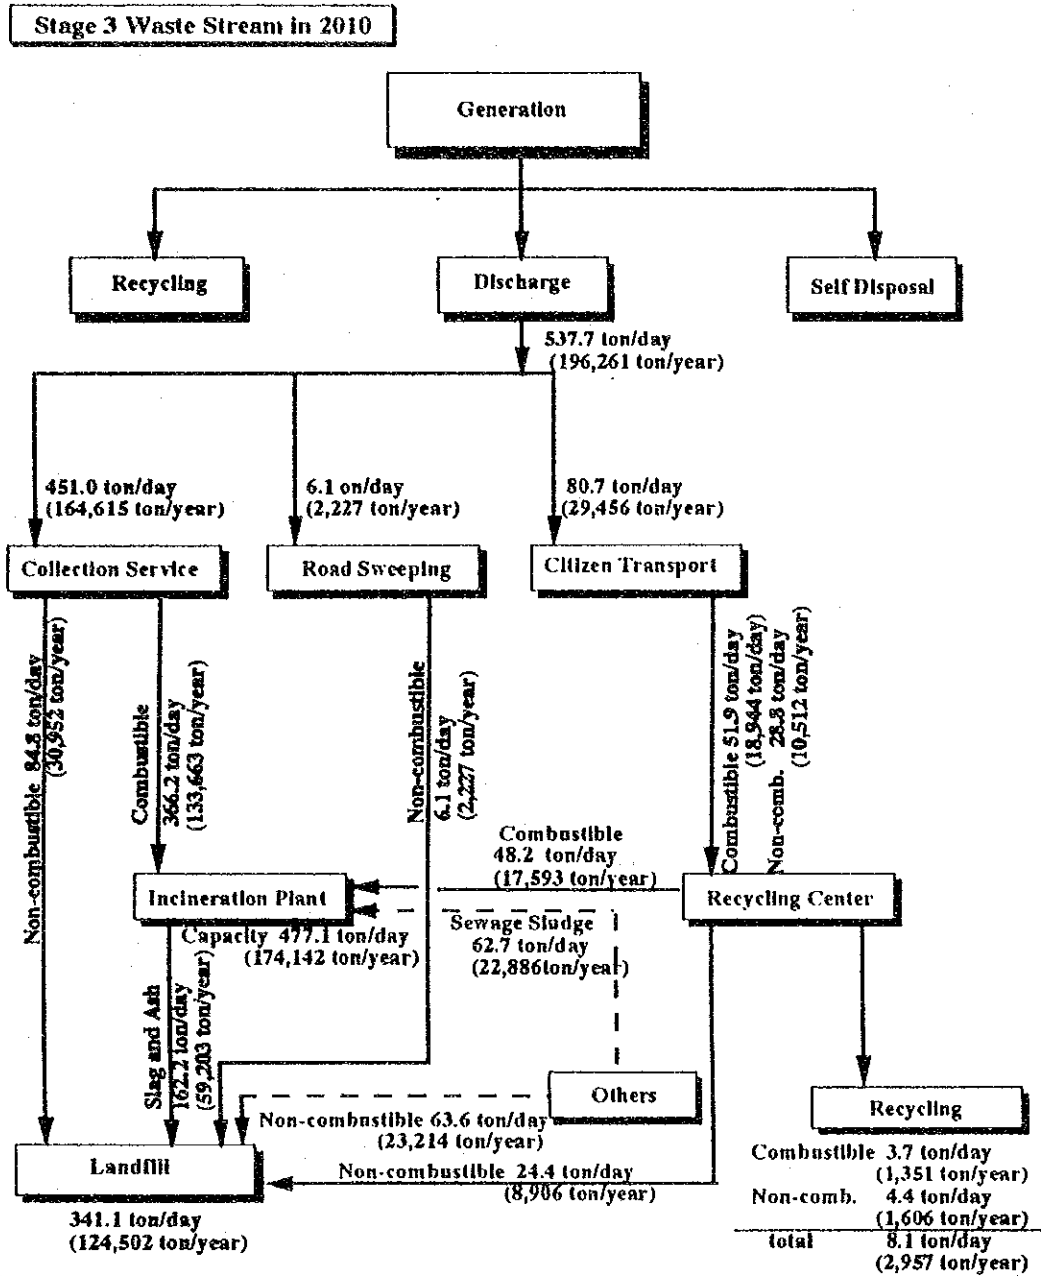 Stage 3 Waste Stream in 2010
Generation
Recycling
Discharge
Self Disposal
537.7 ton/day
(196,261 ton/year)
451.0 ton/day
(164,615 ton/year)
6.1 on/day
(2,227 ton/year)
80.7 ton/day
(29,456 ton/year)
Collection Service
Road Sweeping
Citizen Transport
Non-combustible 84.8 ton/day
(30,952 ton/year)
Combustible
366.2 ton/day
(133,663 ton/year)
Non-combustible
6.1 ton/day
(2,227 ton/year)
Combustible 51.9 ton/day
(18,944 ton/day)
Non-comb. 28.8 ton/day
(10,512 ton/year)
Combustible
48.2 ton/day
(17,593 ton/year)
Incineration Plant
Recycling Center
Capacity 477.1 ton/day
(174,142 ton/year)
Sewage Sludge
62.7 ton/day
(22,886ton/year)
Slag and Ash
162.2 ton/day
(59,203 ton/year)
Others
Recycling
Non-combustible 63.6 ton/day
(23,214 ton/year)
Landfill
Non-combustible 24.4 ton/day
(8,906 ton/year)
341.1 ton/day
(124,502 ton/year)
Combustible 3.7 ton/day
(1,351 ton/year)
Non-comb. 4.4 ton/day
(1,606 ton/year)
total 8.1 ton/day
(2,957 ton/year)